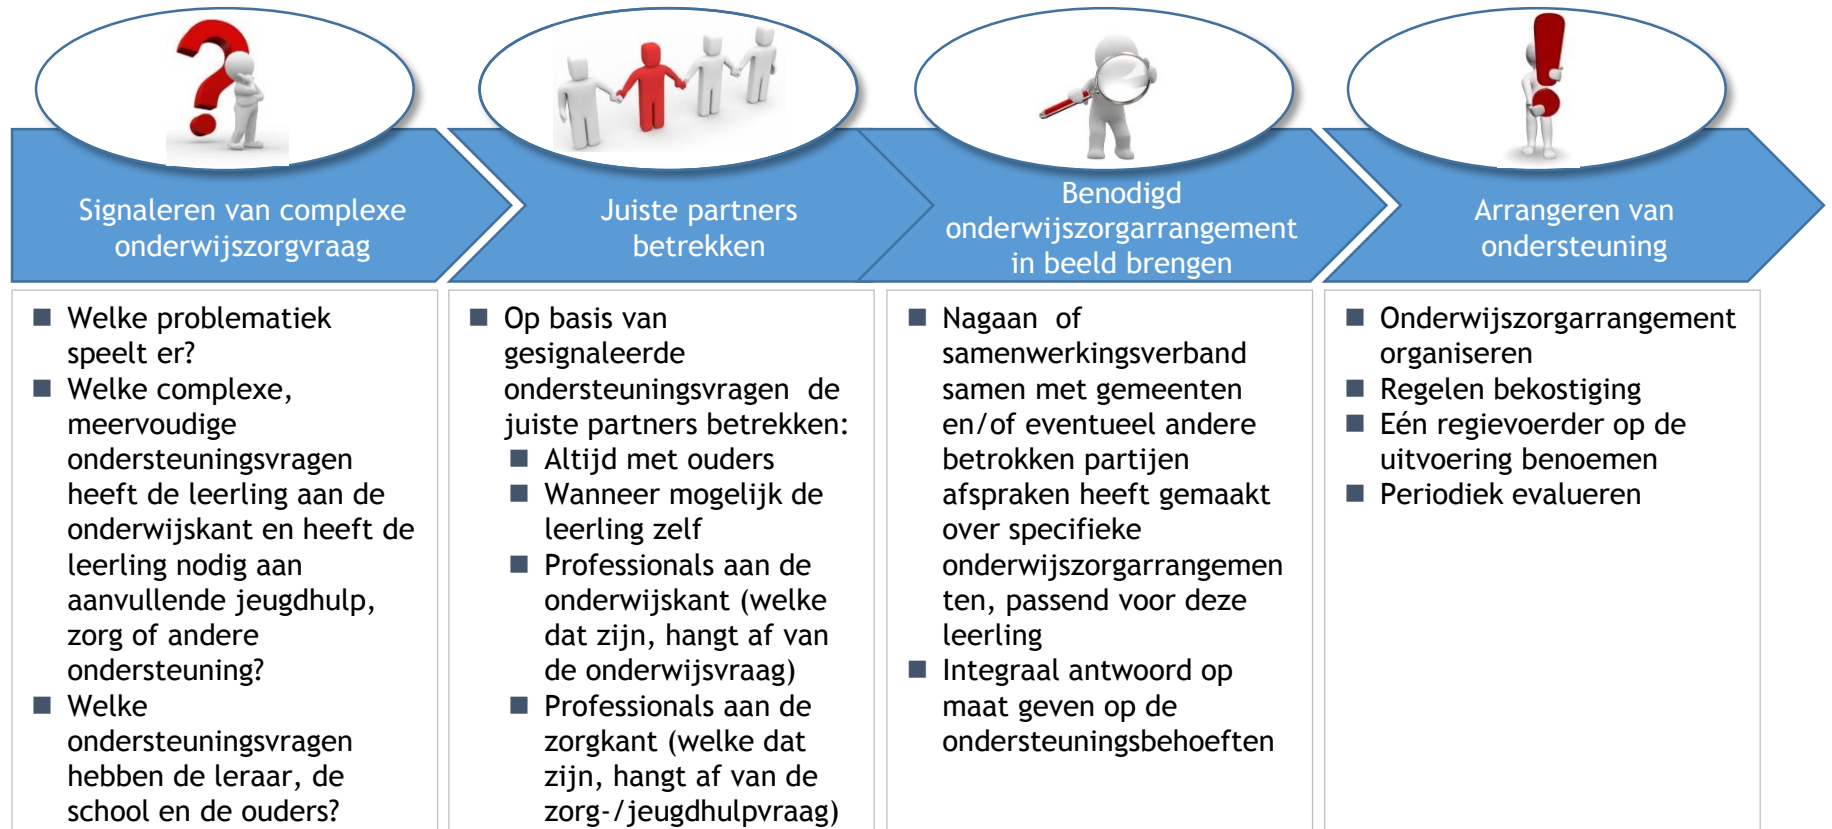 Signaleren van complexe
onderwijszorgvraag
Juiste partners
betrekken
Benodigd
onderwijszorgarrangement
in beeld brengen
Arrangeren van
ondersteuning
Welke problematiek
speelt er?
Welke complexe,
meervoudige
ondersteuningsvragen
heeft de leerling aan de
onderwijskant en heeft de
leerling nodig aan
aanvullende jeugdhulp,
zorg of andere
ondersteuning?
Welke
ondersteuningsvragen
hebben de leraar, de
school en de ouders?
Op basis van
gesignaleerde
ondersteuningsvragen de
juiste partners betrekken:
Altijd met ouders
Wanneer mogelijk de
leerling zelf
Professionals aan de
onderwijskant (welke
dat zijn, hangt af van
de onderwijsvraag)
Professionals aan de
zorgkant (welke dat
zijn, hangt af van de
zorg-/jeugdhulpvraag)
Nagaan of
samenwerkingsverband
samen met gemeenten
en/of eventueel andere
betrokken partijen
afspraken heeft gemaakt
over specifieke
onderwijszorgarrangemen
ten, passend voor deze
leerling
Integraal antwoord op
maat geven op de
ondersteuningsbehoeften
Onderwijszorgarrangement
organiseren
Regelen bekostiging
Eén regievoerder op de
uitvoering benoemen
Periodiek evalueren